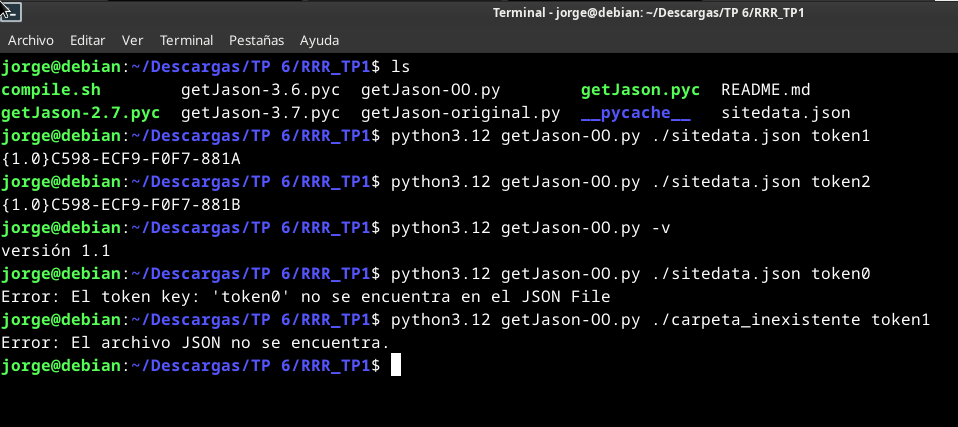 Terminal - jorge@debian: ~/Descargas/TP 6/RRR_TP1
Archivo Editar Ver Terminal Pestañas Ayuda
jorge@debian:~/Descargas/TP 6/RRR_TP1$ ls
compile.sh getJason-3.6.pyc getJason-OO.py getJason.pyc README.md
getJason-2.7.pyc getJason-3.7.pyc getJason-original.py __pycache__ sitedata.json
jorge@debian:~/Descargas/TP 6/RRR_TP1$ python3.12 getJason-OO.py ./sitedata.json token1
{1.0}C598-ECF9-F0F7-881A
jorge@debian:~/Descargas/TP 6/RRR_TP1$ python3.12 getJason-OO.py ./sitedata.json token2
{1.0}C598-ECF9-F0F7-881B
jorge@debian:~/Descargas/TP 6/RRR_TP1$ python3.12 getJason-OO.py -v
versión 1.1
jorge@debian:~/Descargas/TP 6/RRR_TP1$ python3.12 getJason-OO.py ./sitedata.json token0
Error: El token key: 'token0' no se encuentra en el JSON File
jorge@debian:~/Descargas/TP 6/RRR_TP1$ python3.12 getJason-OO.py ./carpeta_inexistente token1
Error: El archivo JSON no se encuentra.
jorge@debian:~/Descargas/TP 6/RRR_TP1$